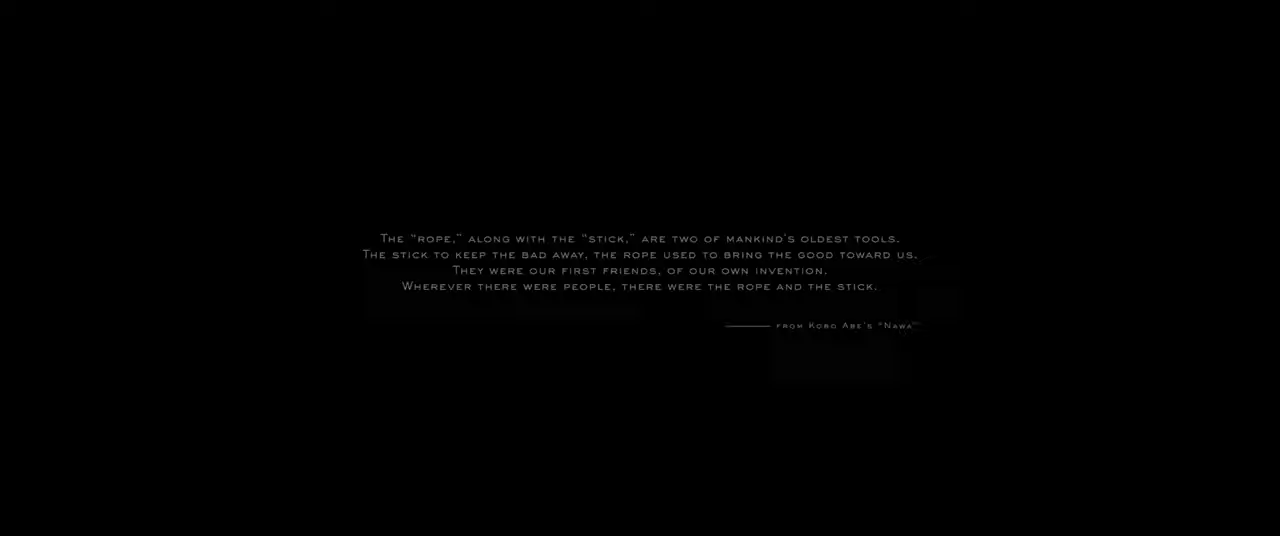 The “rope,” along with the “stick,” are two of mankind's oldest tools.
The stick to keep the bad away, the rope used to bring the good toward us.
They were our first friends, of our own invention.
Wherever there were people, there were the rope and the stick.
from Kobo Abe's “Nawa”